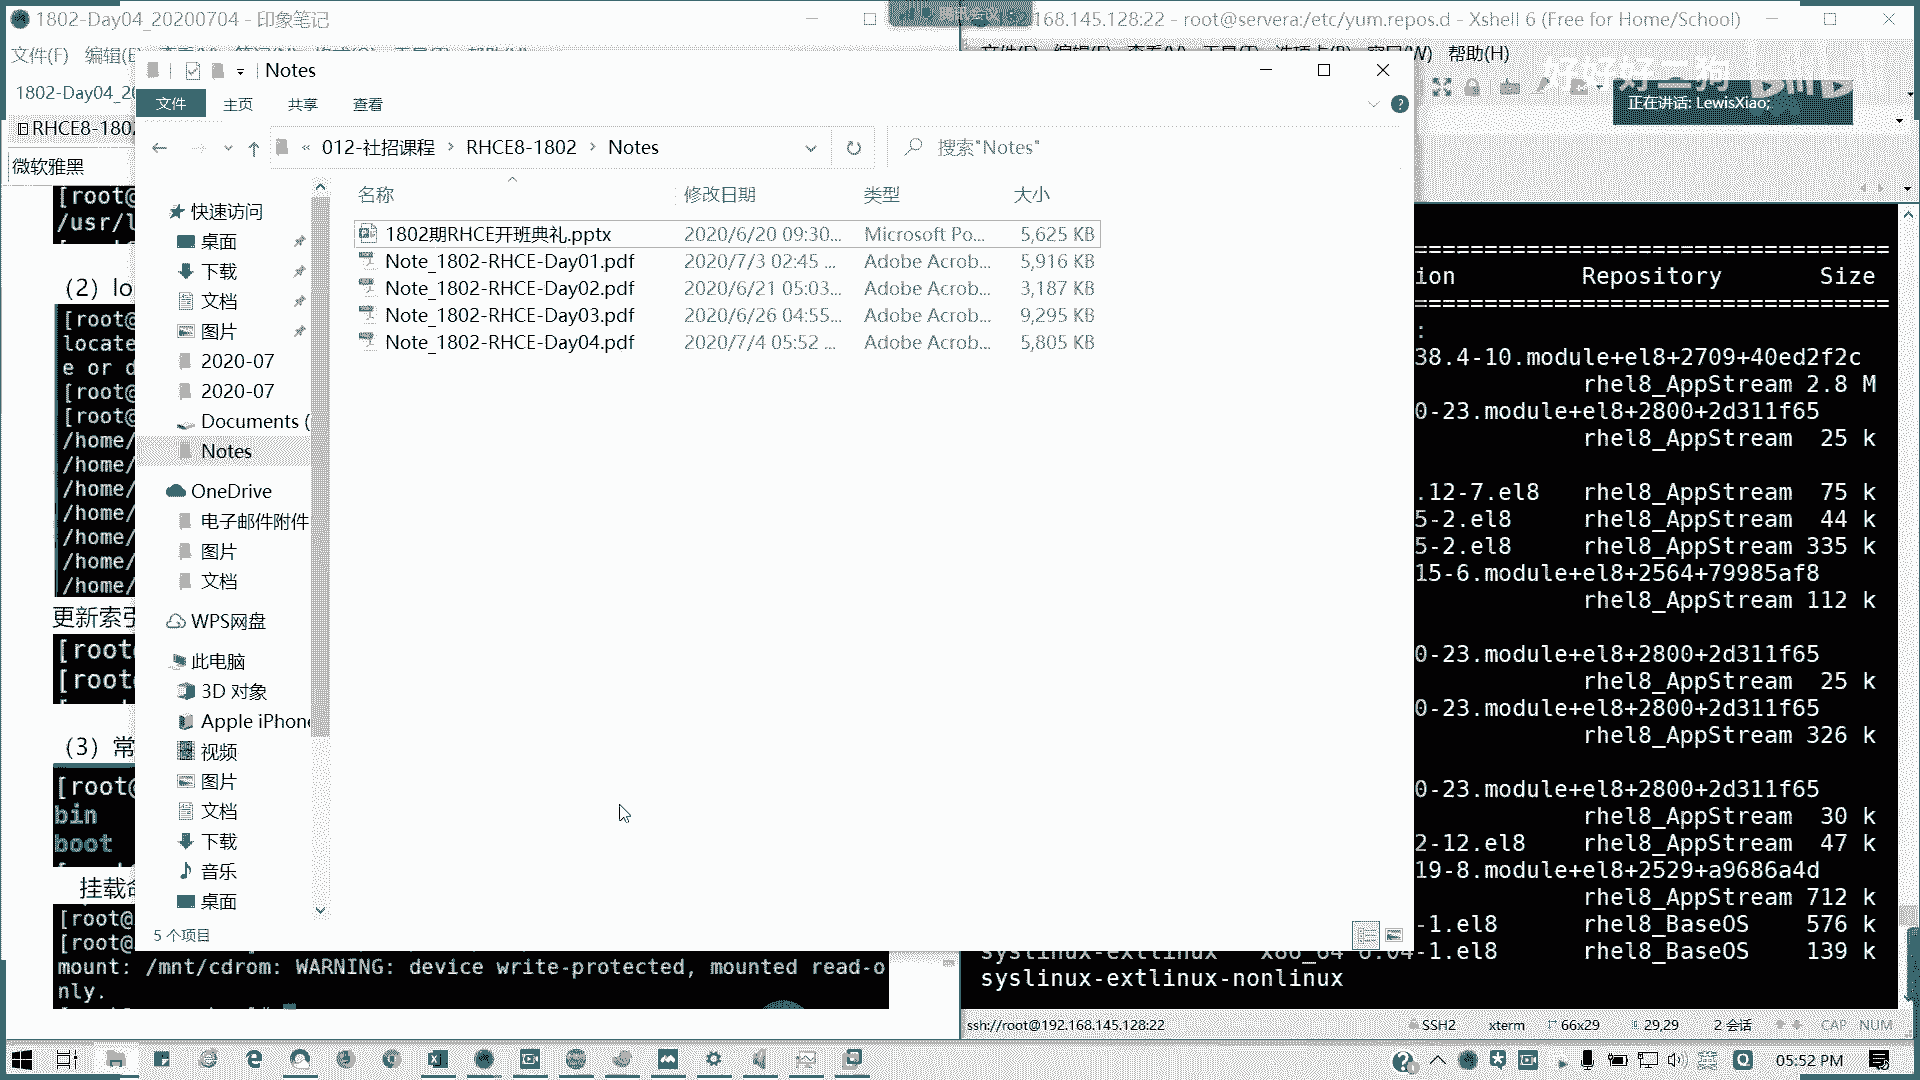 1802-Day04_20200704 - 印象笔记
168.145.128:22 - root@servera:/etc/yum.repos.d - Xshell 6 (Free for Home/School)
文件(F) 编辑(E)
帮助(H)
好好好二狗
正在讲话: LewisXiao;
1802-Day04_20
RHCE8-1802
微软雅黑
Notes
文件
主页
共享
查看
012-社招课程
RHCE8-1802
Notes
搜索"Notes"
名称
修改日期
类型
大小
1802期RHCE开班典礼.pptx 2020/6/20 09:30... Microsoft Po... 5,625 KB
Note_1802-RHCE-Day01.pdf 2020/7/3 02:45 ... Adobe Acrob... 5,916 KB
Note_1802-RHCE-Day02.pdf 2020/6/21 05:03... Adobe Acrob... 3,187 KB
Note_1802-RHCE-Day03.pdf 2020/6/26 04:55... Adobe Acrob... 9,295 KB
Note_1802-RHCE-Day04.pdf 2020/7/4 05:52 ... Adobe Acrob... 5,805 KB
快速访问
桌面
下载
文档
图片
2020-07
2020-07
Documents (
Notes
OneDrive
电子邮件附件
图片
文档
WPS网盘
此电脑
3D 对象
Apple iPhone
视频
图片
文档
下载
音乐
桌面
5 个项目
[root@
/usr/l
（2）lo
[root@
locate
e or d
[root@
[root@
/home/
/home/
/home/
/home/
/home/
/home/
/home/
更新索引
[root@
[root@
（3）常
[root@
bin
boot
挂载命
[root@
[root@
mount: /mnt/cdrom: WARNING: device write-protected, mounted read-o
nly.
ion Repository Size
:
38.4-10.module+el8+2709+40ed2f2c
rhel8_AppStream 2.8 M
0-23.module+el8+2800+2d311f65
rhel8_AppStream 25 k
.12-7.el8 rhel8_AppStream 75 k
5-2.el8 rhel8_AppStream 44 k
5-2.el8 rhel8_AppStream 335 k
15-6.module+el8+2564+79985af8
rhel8_AppStream 112 k
0-23.module+el8+2800+2d311f65
rhel8_AppStream 25 k
0-23.module+el8+2800+2d311f65
rhel8_AppStream 326 k
0-23.module+el8+2800+2d311f65
rhel8_AppStream 30 k
2-12.el8 rhel8_AppStream 47 k
19-8.module+el8+2529+a9686a4d
rhel8_AppStream 712 k
-1.el8 rhel8_BaseOS 576 k
syslinux-extlinux x86_64 6.04-1.el8 rhel8_BaseOS 139 k
syslinux-extlinux-nonlinux
ssh://root@192.168.145.128:22
SSH2
xterm
66x29
29,29
2 会话
CAP
NUM
05:52 PM